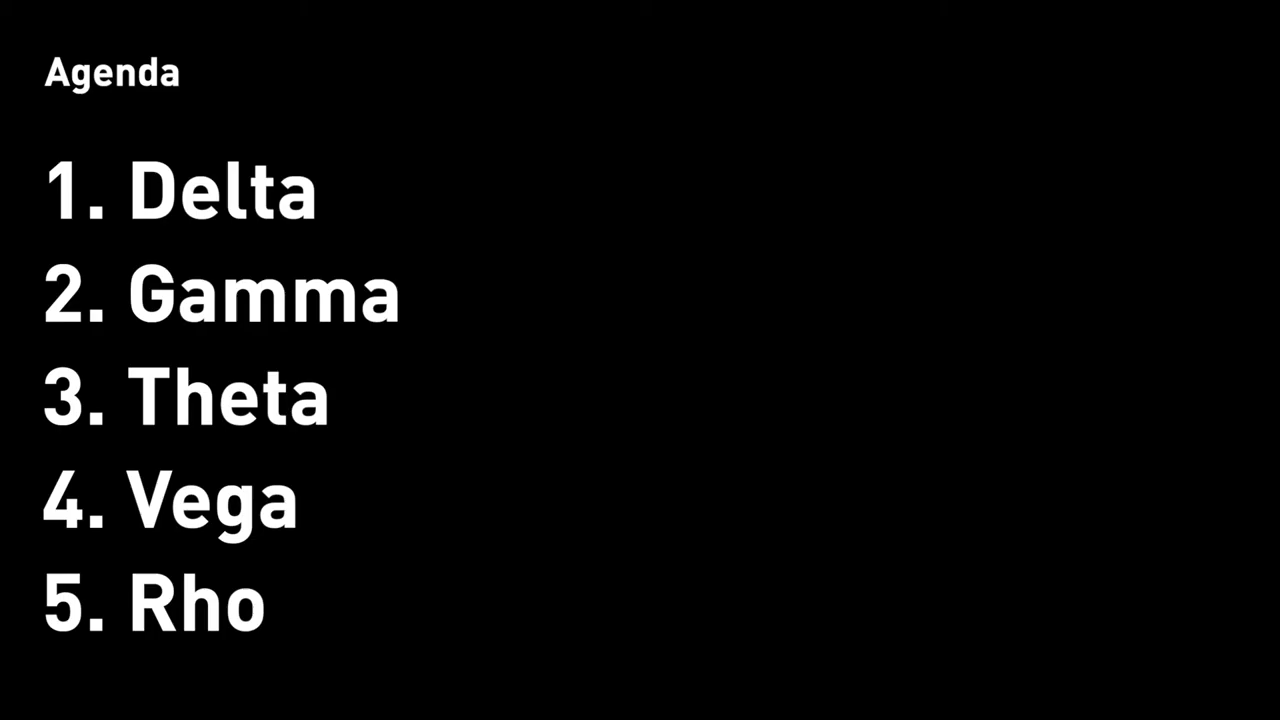 Agenda
1. Delta
2. Gamma
3. Theta
4. Vega
5. Rho